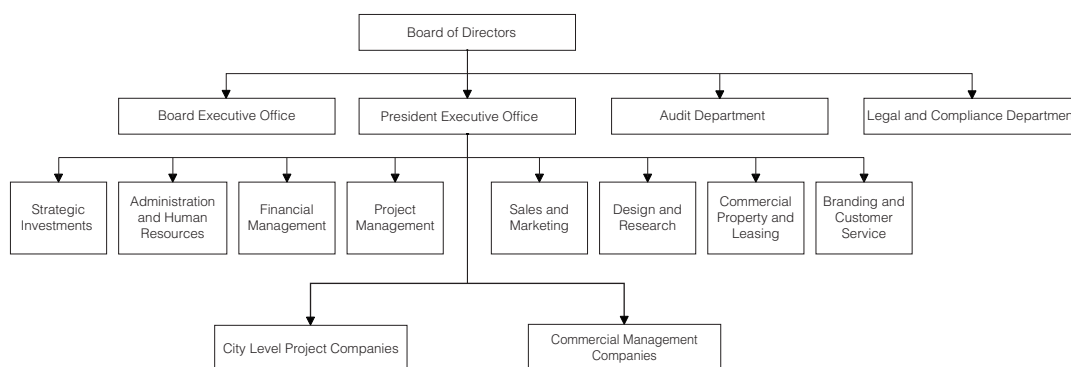 Board of Directors
Board Executive Office
President Executive Office
Audit Department
Legal and Compliance Department
Strategic
Investments
Administration
and Human
Resources
Financial
Management
Project
Management
Sales and
Marketing
Design and
Research
Commercial
Property and
Leasing
Branding and
Customer
Service
City Level Project Companies
Commercial Management
Companies